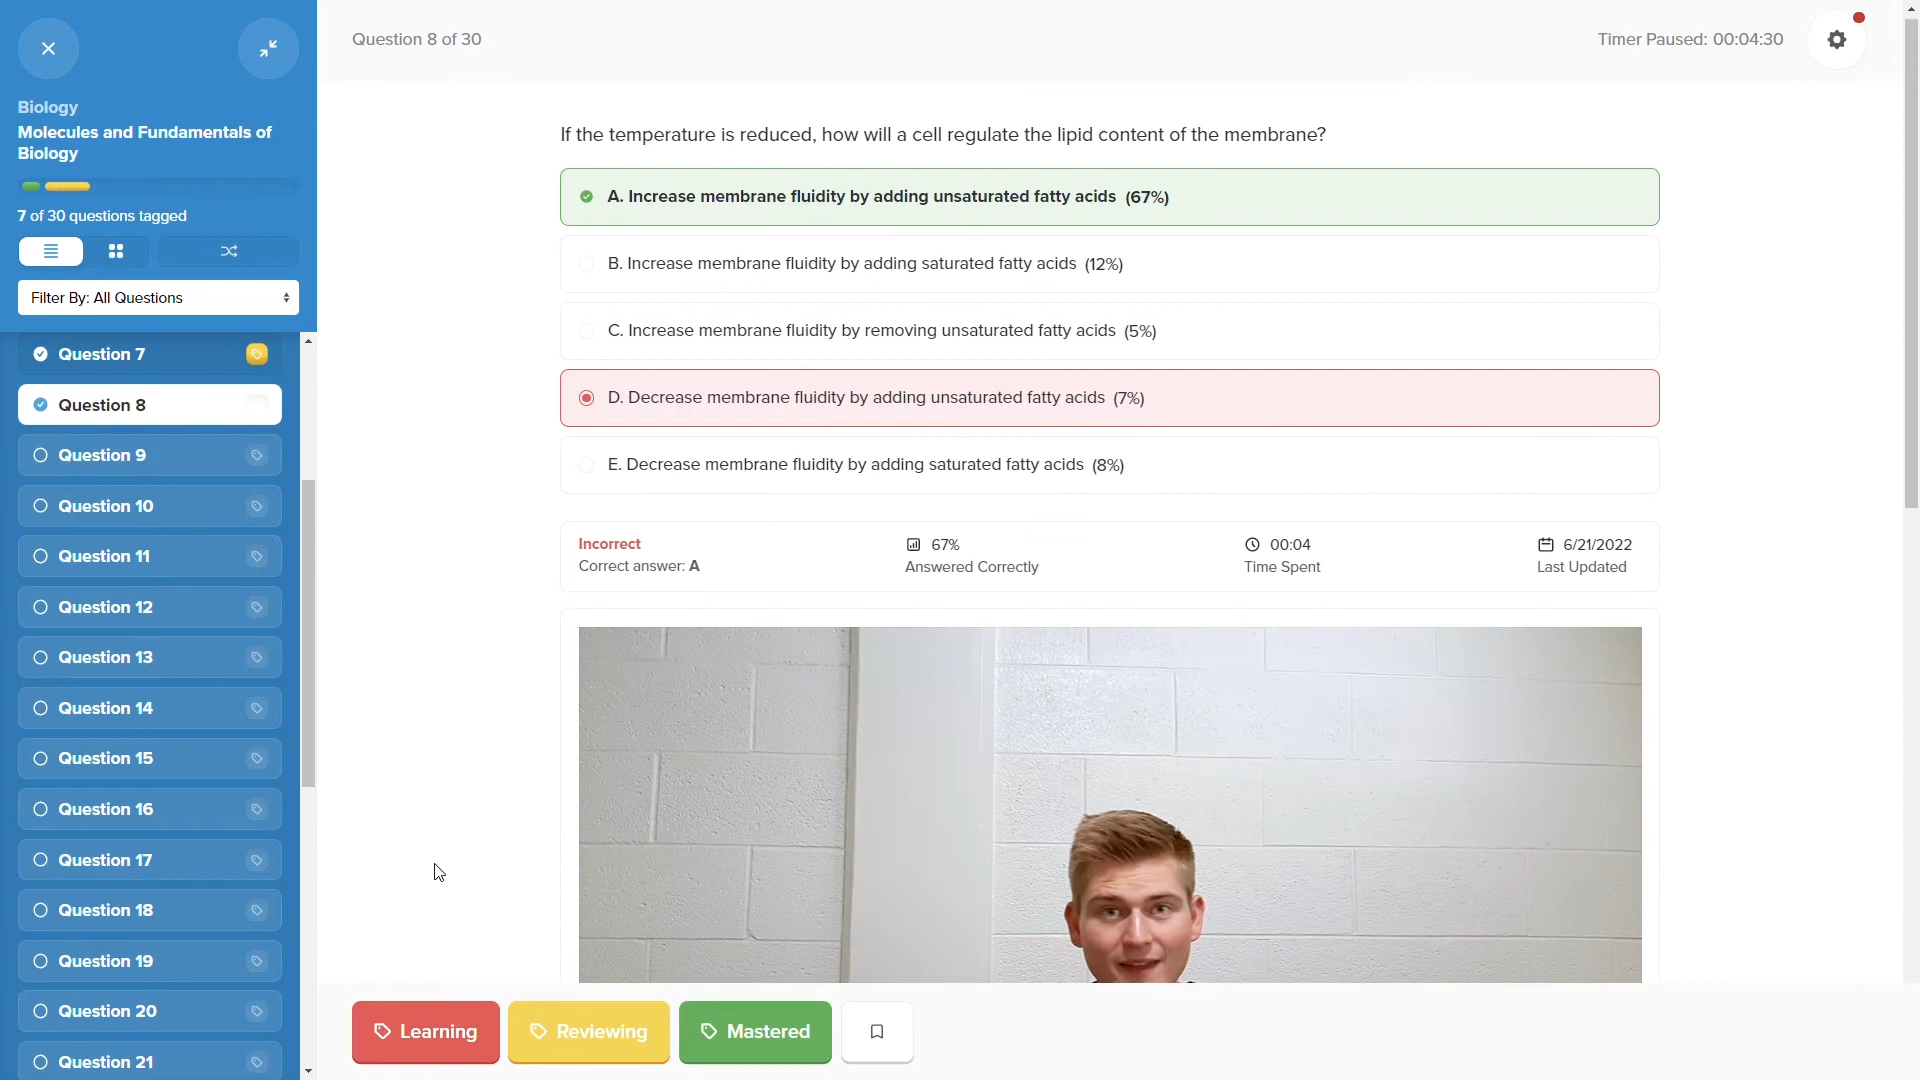 Biology
Molecules and Fundamentals of
Biology
7 of 30 questions tagged
Filter By: All Questions
Question 7
Question 8
Question 9
Question 10
Question 11
Question 12
Question 13
Question 14
Question 15
Question 16
Question 17
Question 18
Question 19
Question 20
Question 21
Question 8 of 30
Timer Paused: 00:04:30
If the temperature is reduced, how will a cell regulate the lipid content of the membrane?
A. Increase membrane fluidity by adding unsaturated fatty acids (67%)
B. Increase membrane fluidity by adding saturated fatty acids (12%)
C. Increase membrane fluidity by removing unsaturated fatty acids (5%)
D. Decrease membrane fluidity by adding unsaturated fatty acids (7%)
E. Decrease membrane fluidity by adding saturated fatty acids (8%)
Incorrect
Correct answer: A
67%
Answered Correctly
00:04
Time Spent
6/21/2022
Last Updated
Learning
Reviewing
Mastered